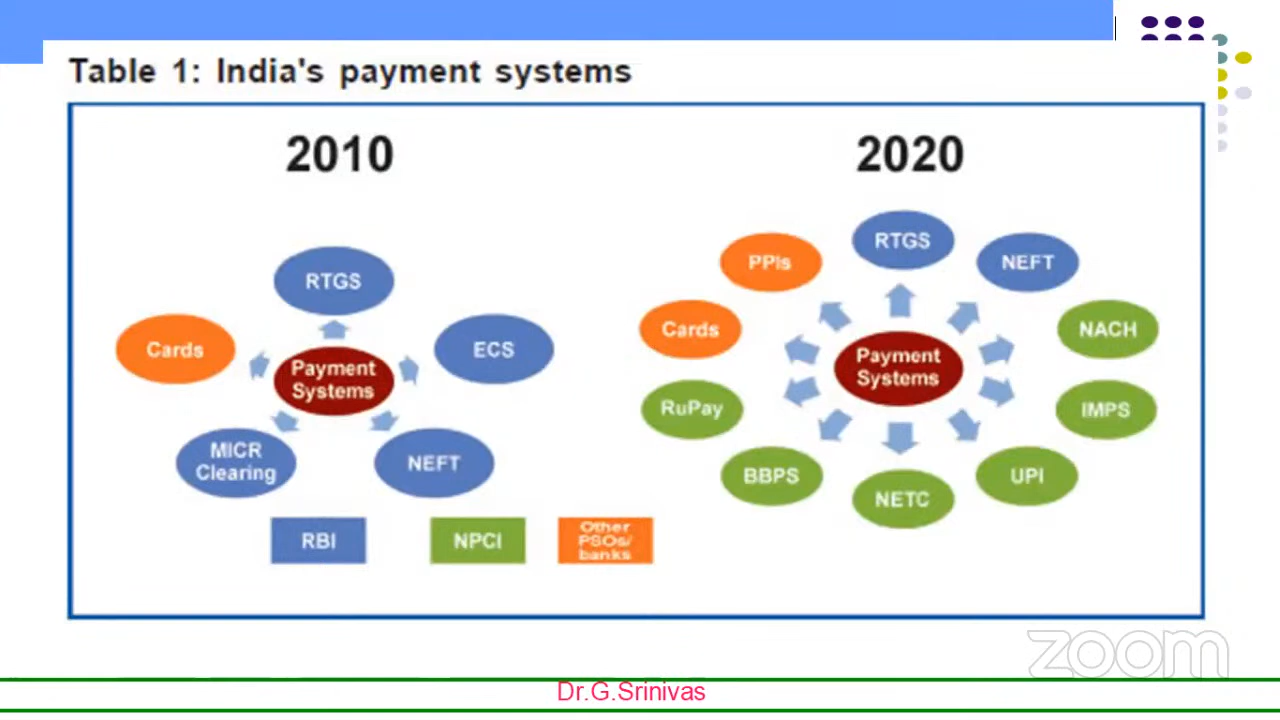 Table 1: India's payment systems
2010
RTGS
Cards
ECS
Payment
Systems
MICR
Clearing
NEFT
RBI
NPCI
Other
PSOs/
banks
2020
RTGS
PPIs
NEFT
Cards
NACH
Payment
Systems
RuPay
IMPS
BBPS
UPI
NETC
zoom
Dr.G.Srinivas